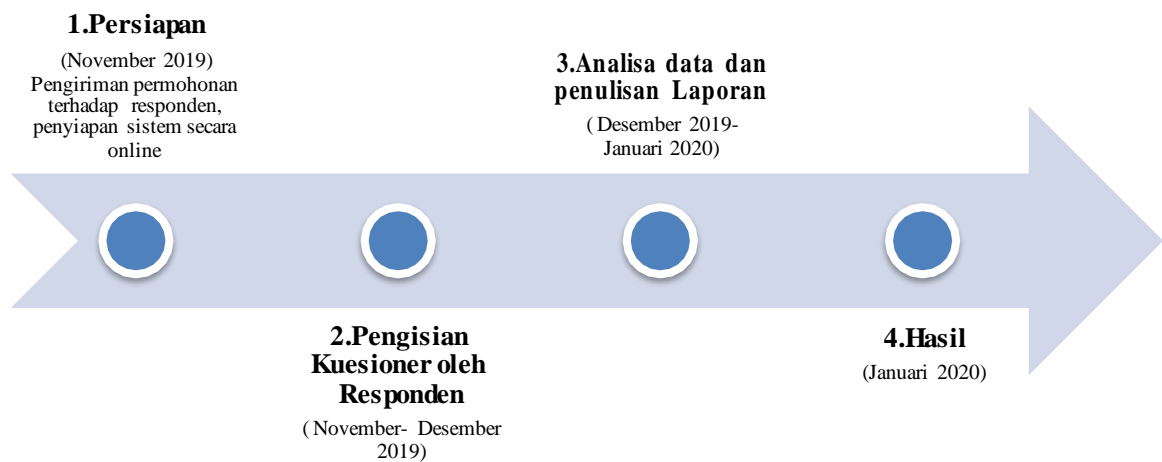 1.Persiapan
(November 2019)
Pengiriman permohonan
terhadap responden,
penyiapan sistem secara
online
2.Pengisian
Kuesioner oleh
Responden
(November- Desember
2019)
3.Analisa data dan
penulisan Laporan
(Desember 2019-
Januari 2020)
4.Hasil
(Januari 2020)